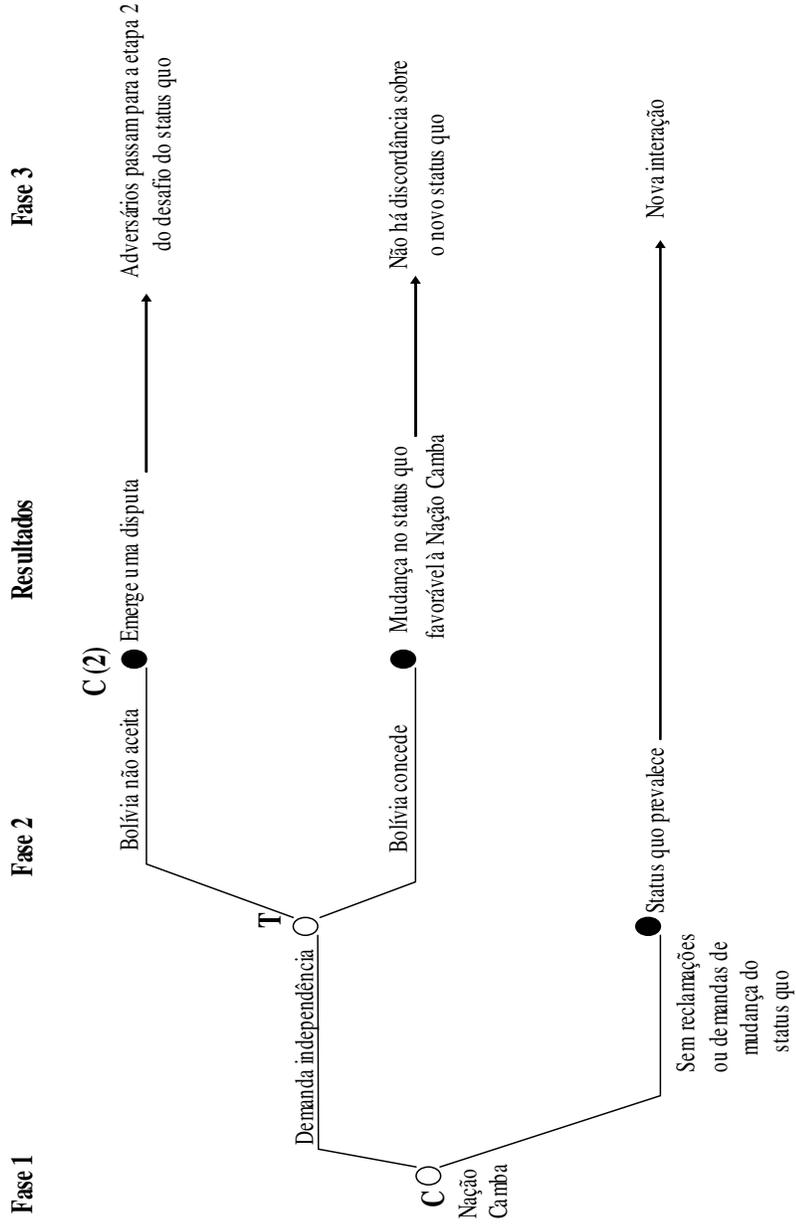 Fase 1
Fase 2
Resultados
Fase 3
C (2)
Bolívia não aceita
Emerge uma disputa
Adversários passam para a etapa 2
do desafio do status quo
T
Demanda independência
Bolívia concede
Mudança no status quo
favorável à Nação Camba
Não há discordância sobre
o novo status quo
C
Nação
Camba
Status quo prevalece
Nova interação
Sem reclamações
ou demandas de
mudança do
status quo